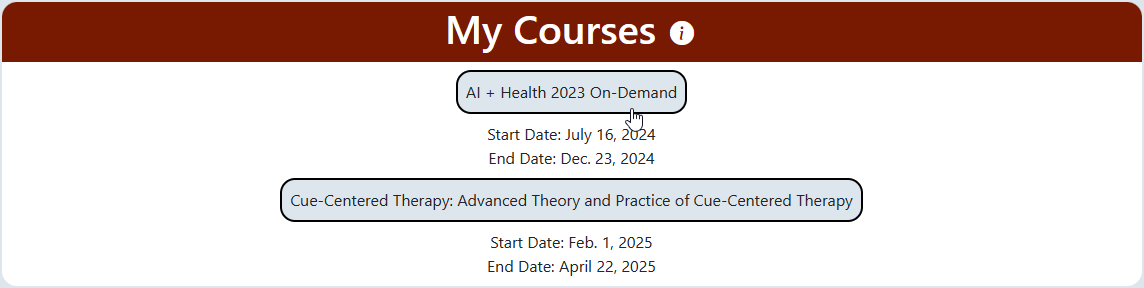 My Courses i
AI + Health 2023 On-Demand
Start Date: July 16, 2024
End Date: Dec. 23, 2024
Cue-Centered Therapy: Advanced Theory and Practice of Cue-Centered Therapy
Start Date: Feb. 1, 2025
End Date: April 22, 2025